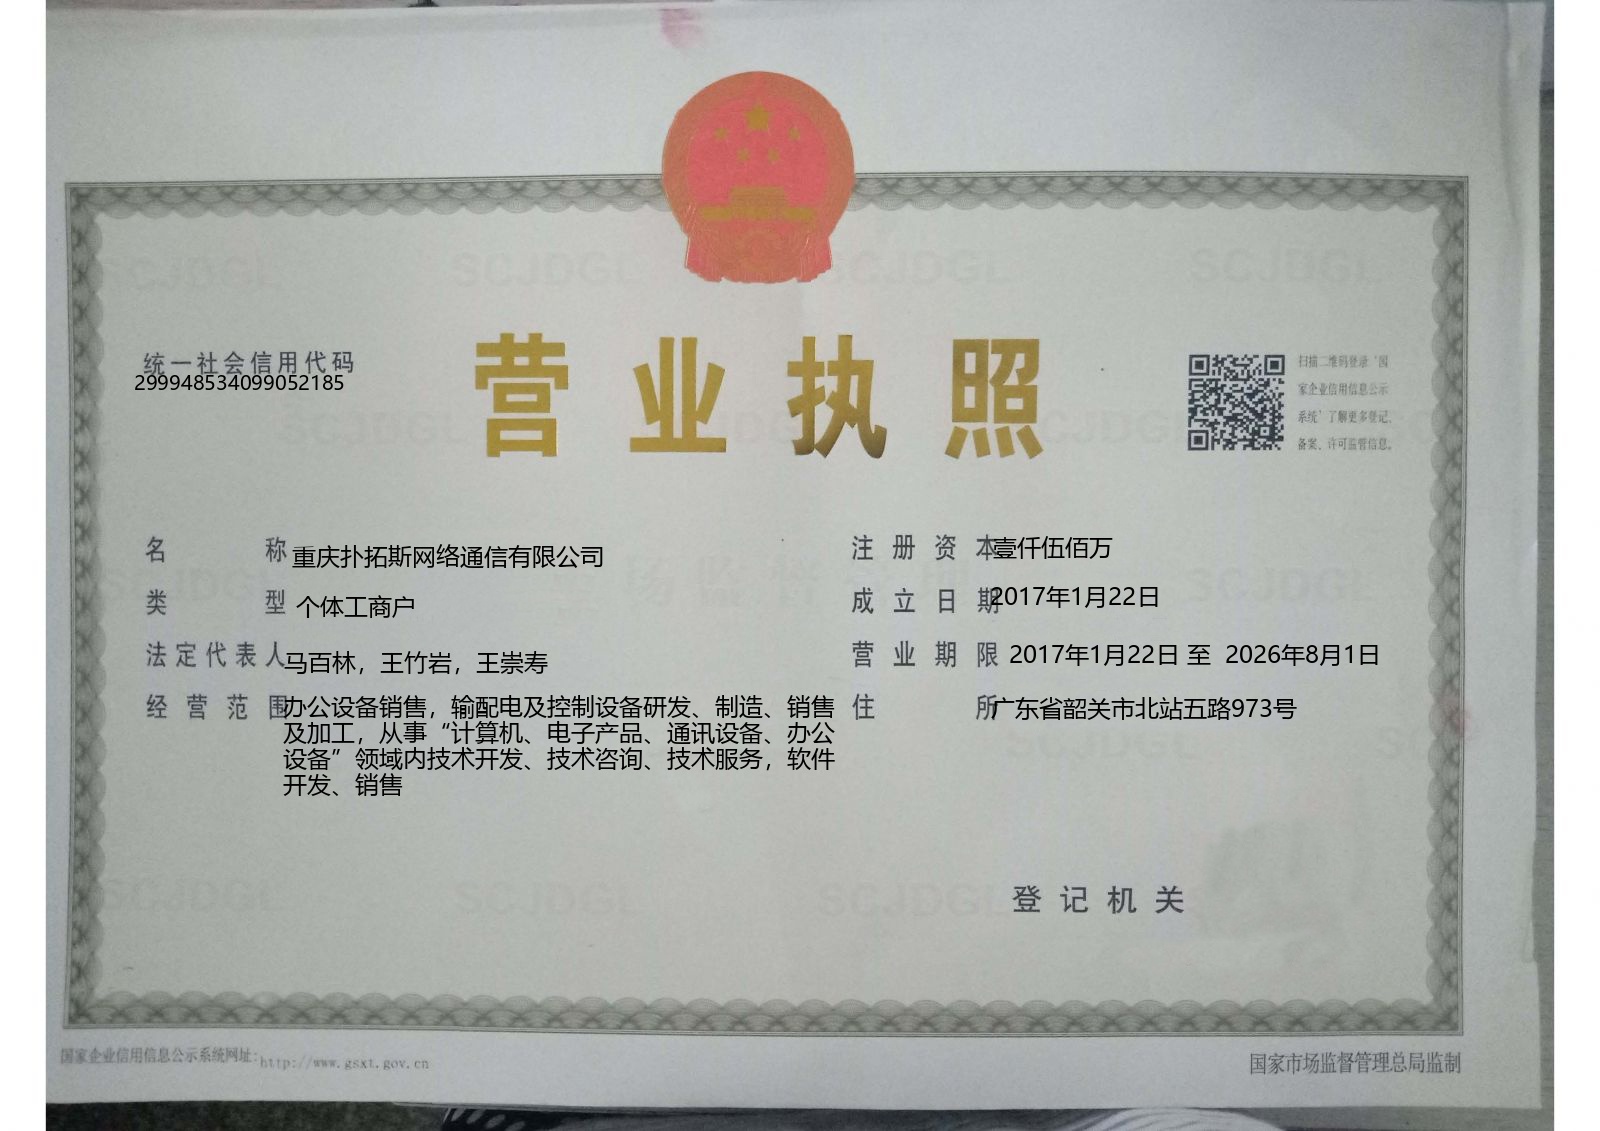 统一社会信用代码
299948534099052185
营业执照
扫描二维码登录‘国
家企业信用信息公示
系统’了解更多登记、
备案、许可监管信息。
名称 重庆扑拓斯网络通信有限公司
类型 个体工商户
法定代表人 马百林，王竹岩，王崇寿
经营范围 办公设备销售，输配电及控制设备研发、制造、销售
及加工，从事“计算机、电子产品、通讯设备、办公
设备”领域内技术开发、技术咨询、技术服务，软件
开发、销售
注册资本 壹仟伍佰万
成立日期 2017年1月22日
营业期限 2017年1月22日 至 2026年8月1日
住所 广东省韶关市北站五路973号
登记机关
国家企业信用信息公示系统网址：http://www.gsxt.gov.cn
国家市场监督管理总局监制